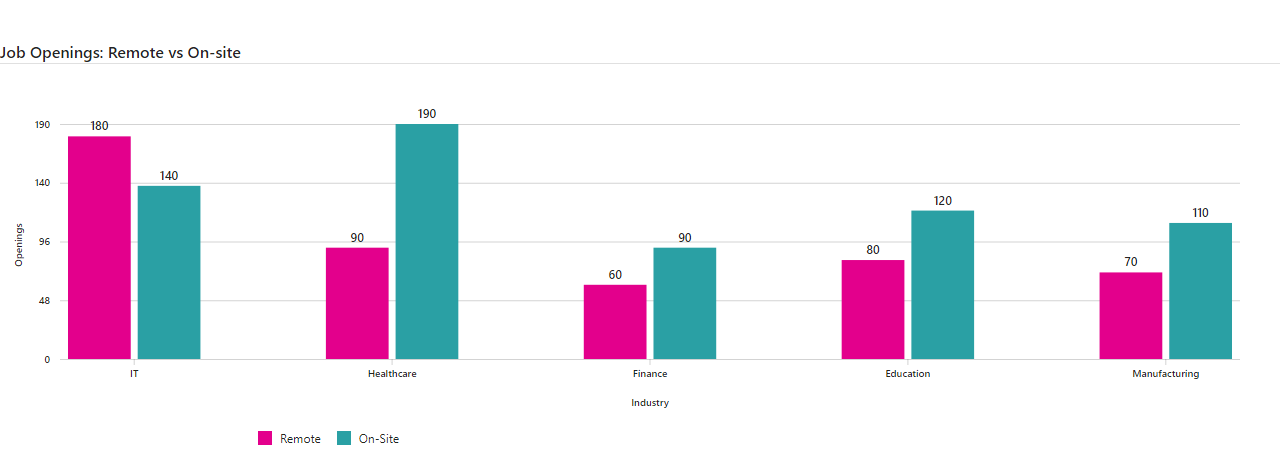 Job Openings: Remote vs On-site
190
180
190
140
140
120
110
Openings
96
90
90
80
70
60
48
0
IT
Healthcare
Finance
Education
Manufacturing
Industry
Remote
On-Site